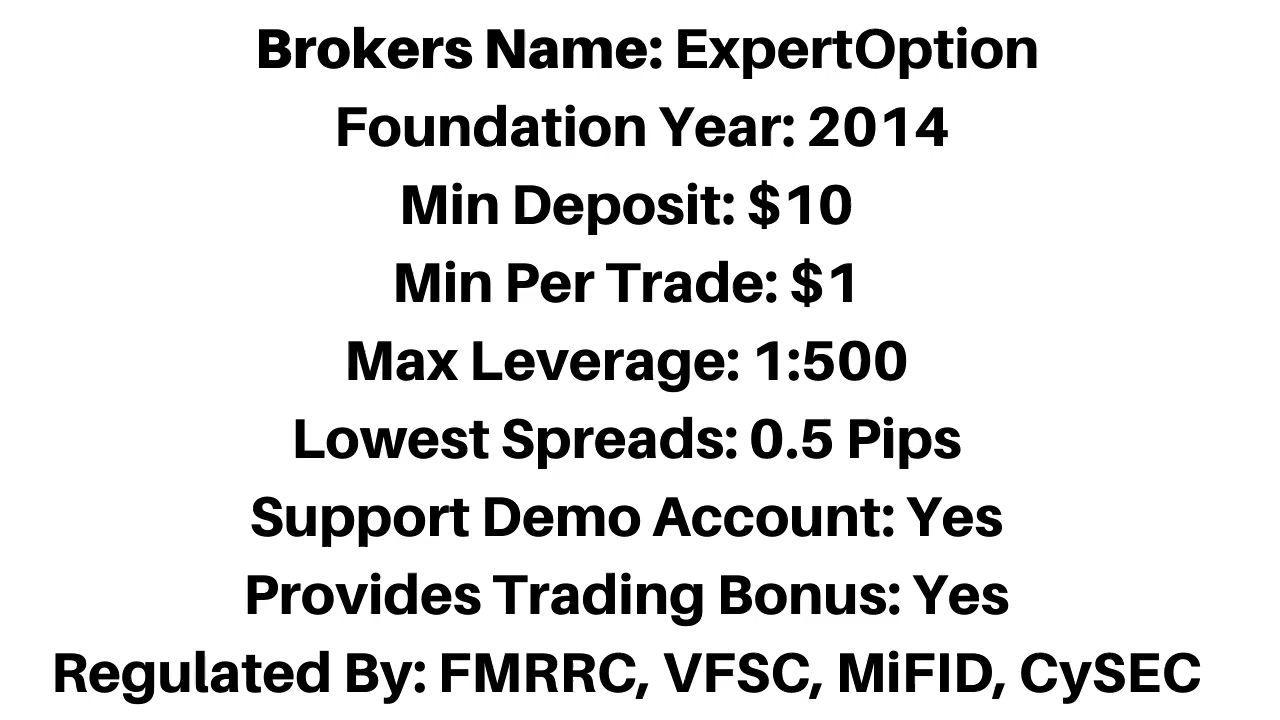 Brokers Name: ExpertOption
Foundation Year: 2014
Min Deposit: $10
Min Per Trade: $1
Max Leverage: 1:500
Lowest Spreads: 0.5 Pips
Support Demo Account: Yes
Provides Trading Bonus: Yes
Regulated By: FMRRC, VFSC, MiFID, CySEC